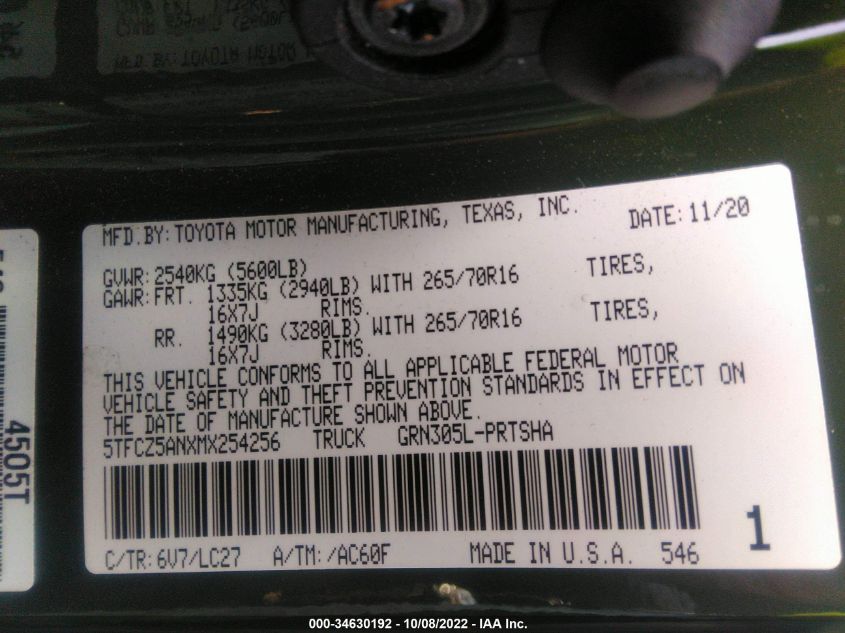 MFD.BY:TOYOTA MOTOR MANUFACTURING, TEXAS, INC. DATE:11/20
GVWR:2540KG (5600LB)
GAWR:FRT. 1335KG (2940LB) WITH 265/70R16 TIRES,
16X7J RIMS.
RR. 1490KG (3280LB) WITH 265/70R16 TIRES,
16X7J RIMS.
THIS VEHICLE CONFORMS TO ALL APPLICABLE FEDERAL MOTOR
VEHICLE SAFETY AND THEFT PREVENTION STANDARDS IN EFFECT ON
THE DATE OF MANUFACTURE SHOWN ABOVE.
5TFCZ5ANXMX254256 TRUCK GRN305L-PRTSHA
C/TR:6V7/LC27 A/TM:/AC60F MADE IN U.S.A. 546
1
4505T
000-34630192 - 10/08/2022 - IAA Inc.